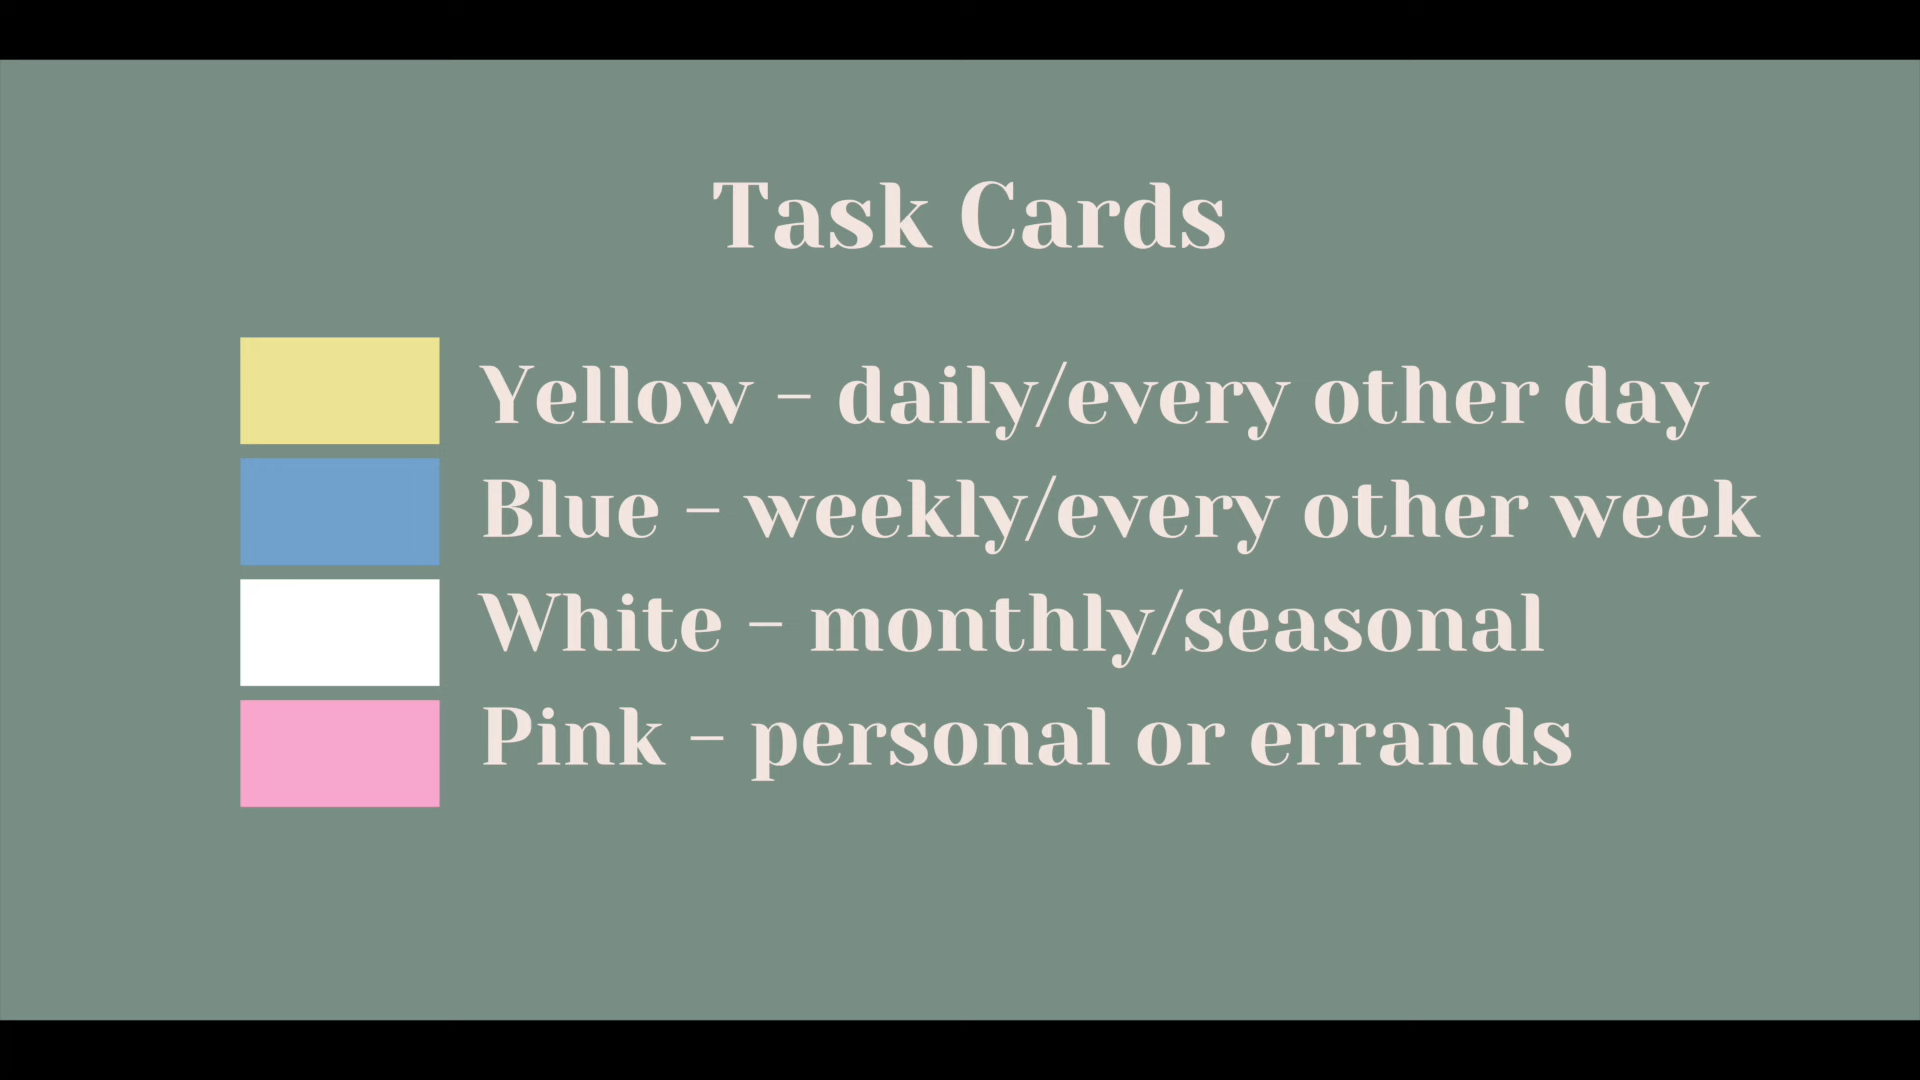 Task Cards
Yellow - daily/every other day
Blue - weekly/every other week
White - monthly/seasonal
Pink - personal or errands